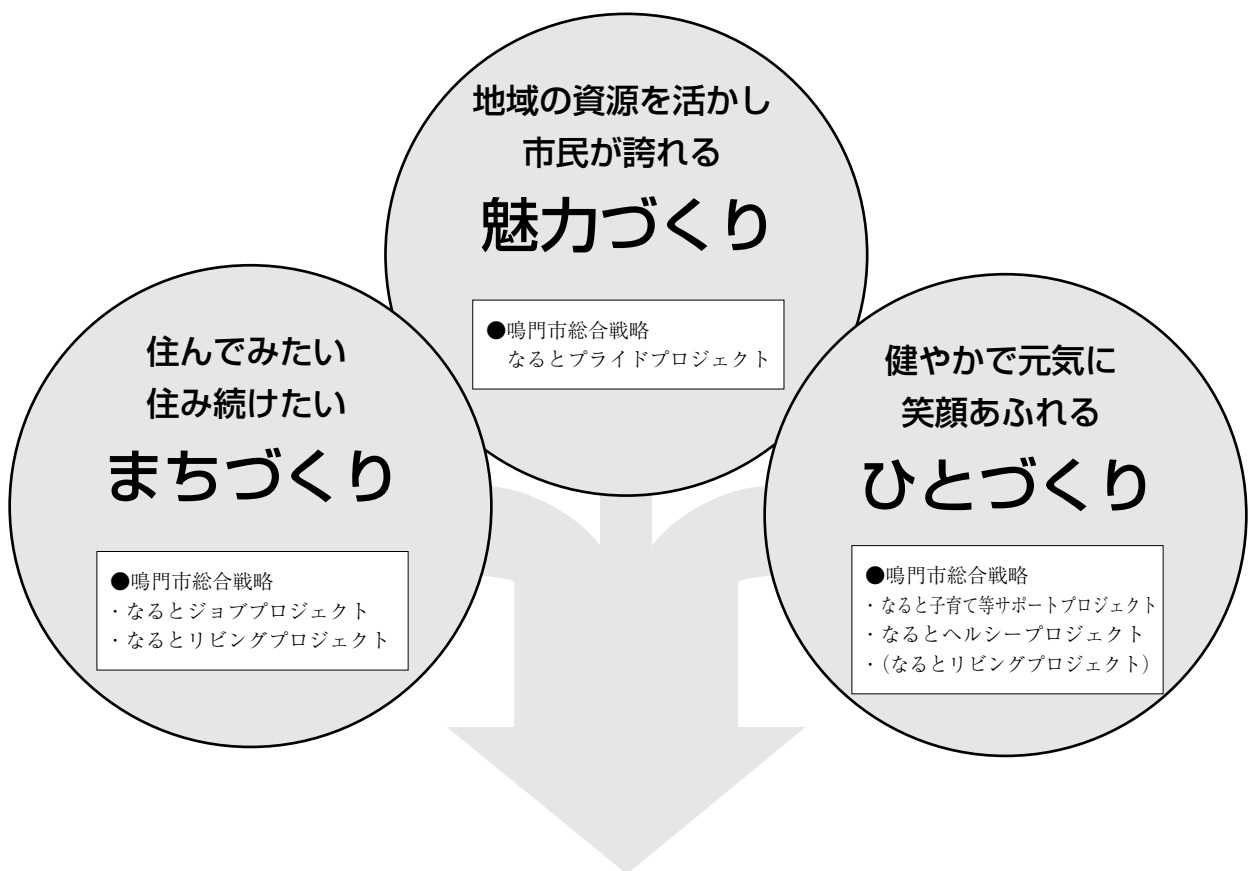 地域の資源を活かし
市民が誇れる
魅力づくり
●鳴門市総合戦略
なるとプライドプロジェクト
住んでみたい
住み続けたい
まちづくり
●鳴門市総合戦略
・なるとジョブプロジェクト
・なるとリビングプロジェクト
健やかで元気に
笑顔あふれる
ひとづくり
●鳴門市総合戦略
・なると子育て等サポートプロジェクト
・なるとヘルシープロジェクト
・(なるとリビングプロジェクト)